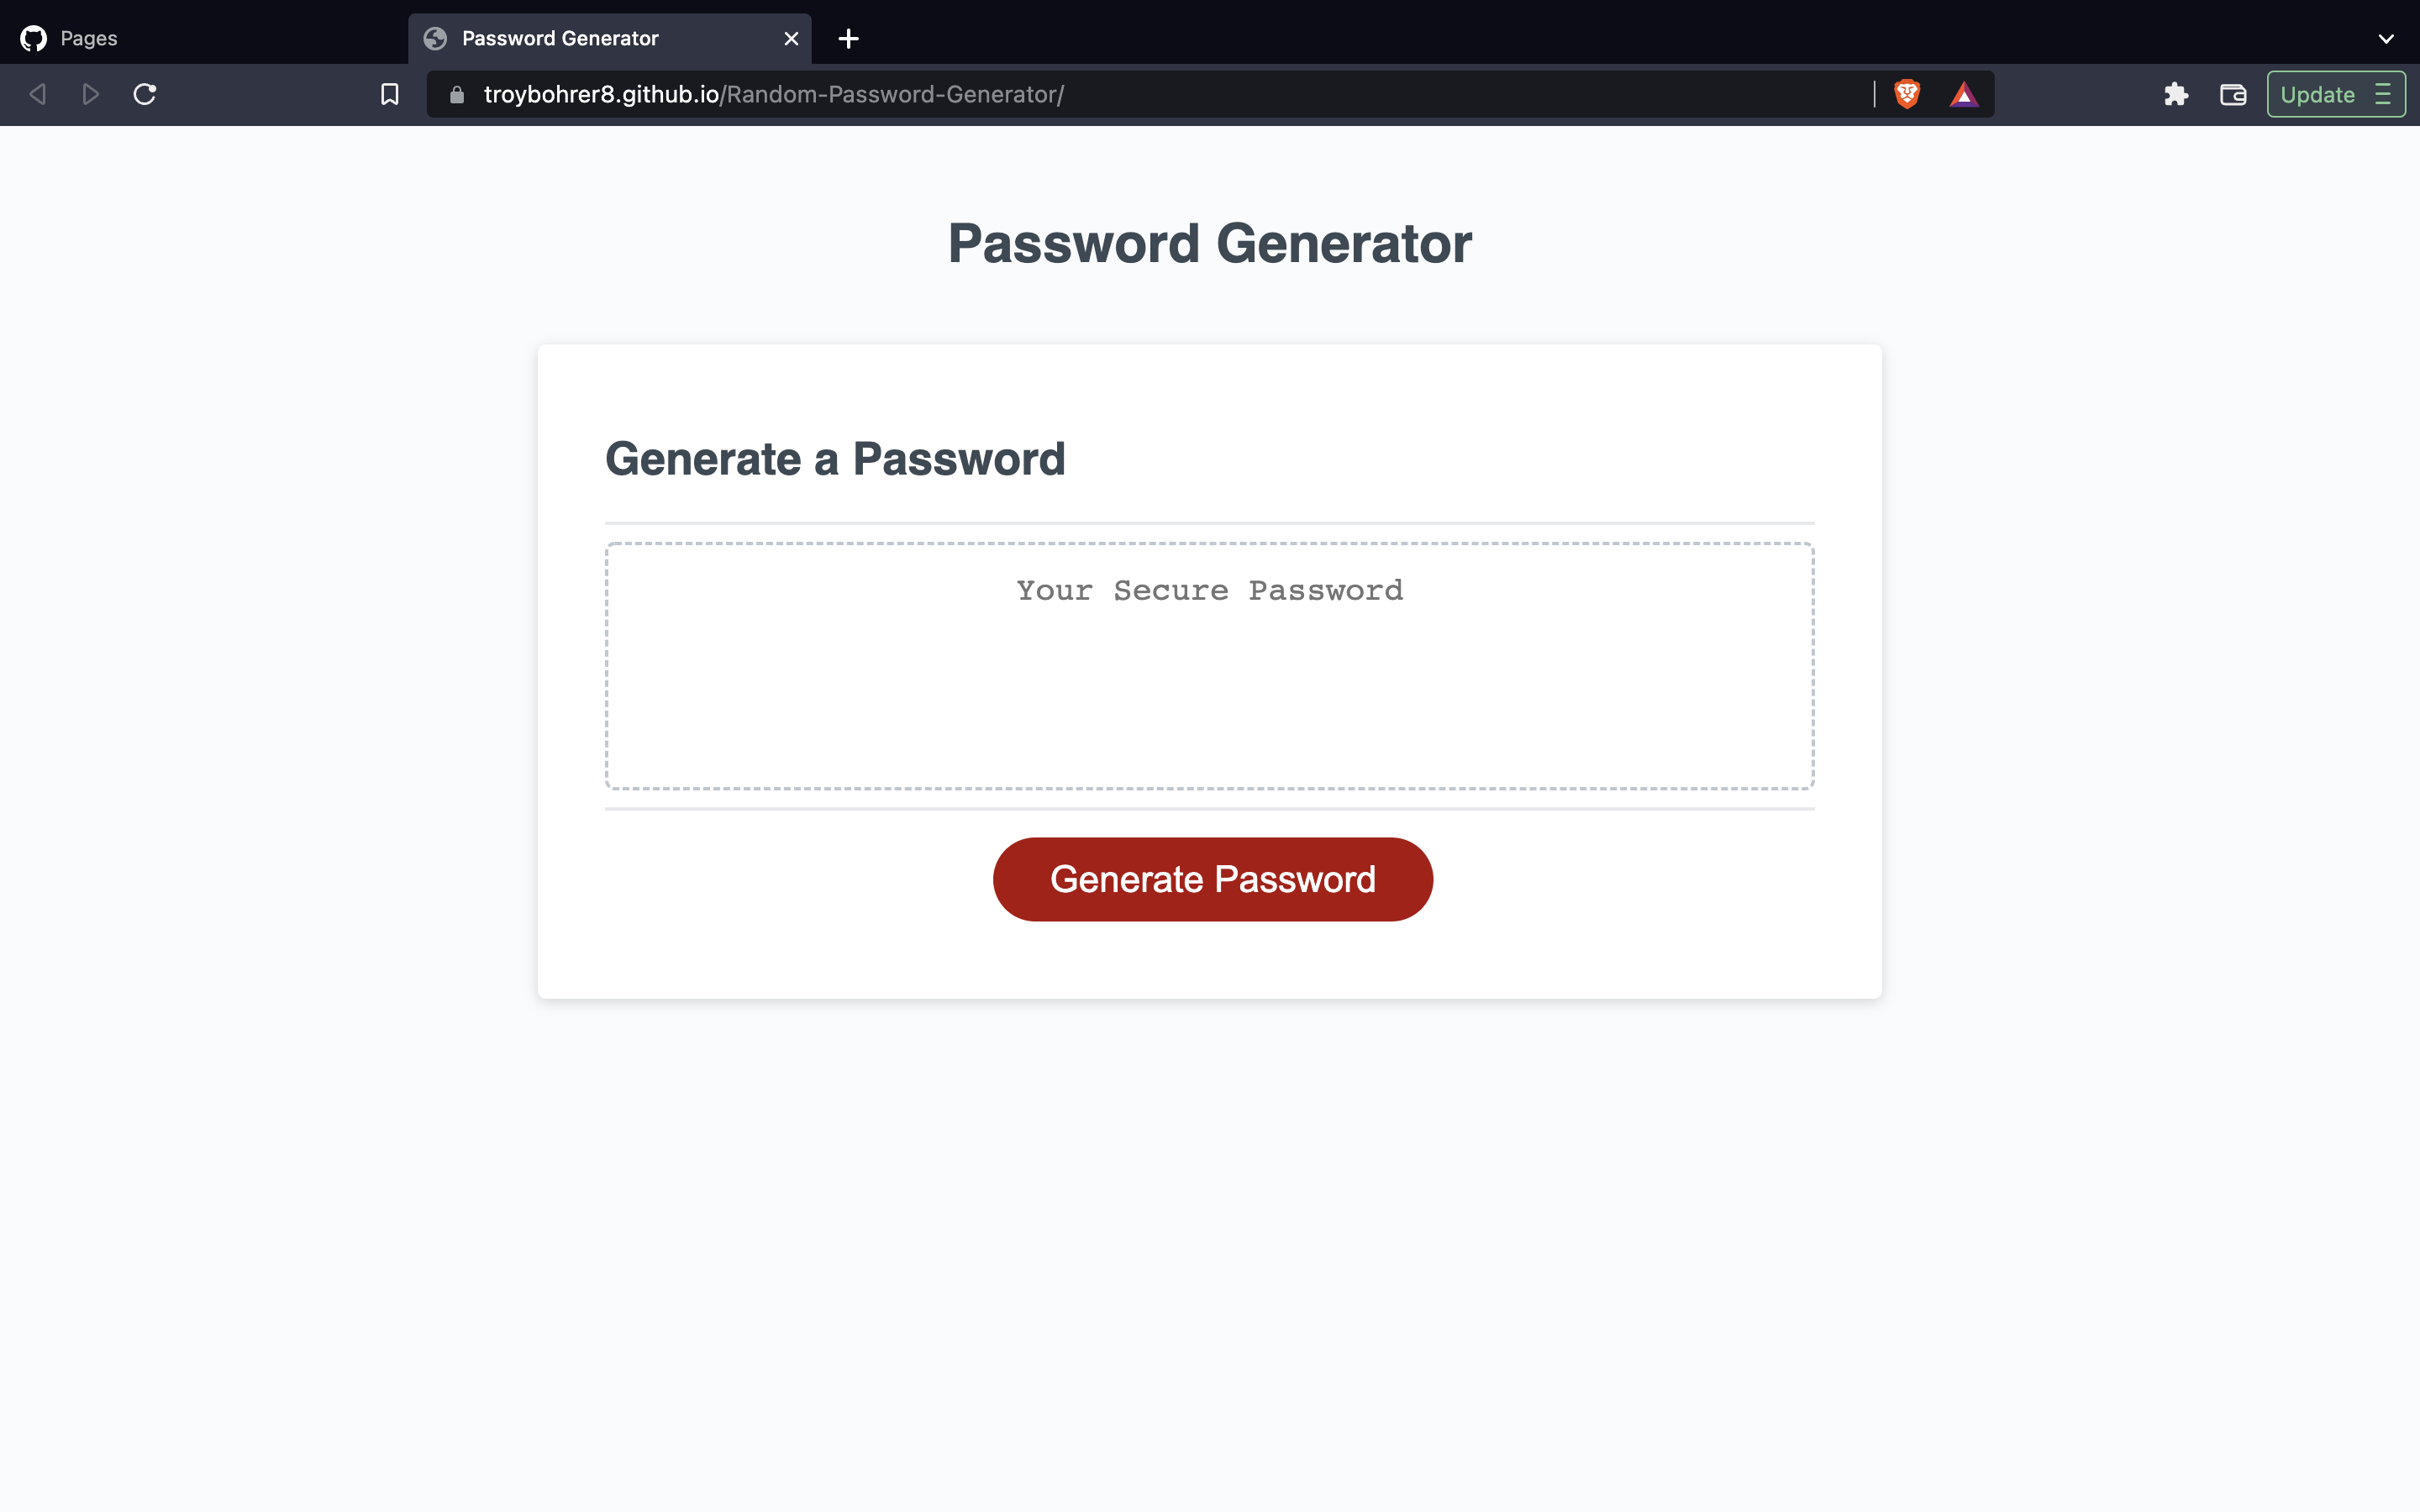 Pages
Password Generator
troybohrer8.github.io/Random-Password-Generator/
Update
Password Generator
Generate a Password
Your Secure Password
Generate Password